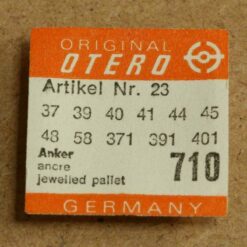 ORIGINAL
OTERO
Artikel Nr. 23
37 39 40 41 44 45
48 58 371 391 401
Anker
ancre
jewelled pallet
710
GERMANY